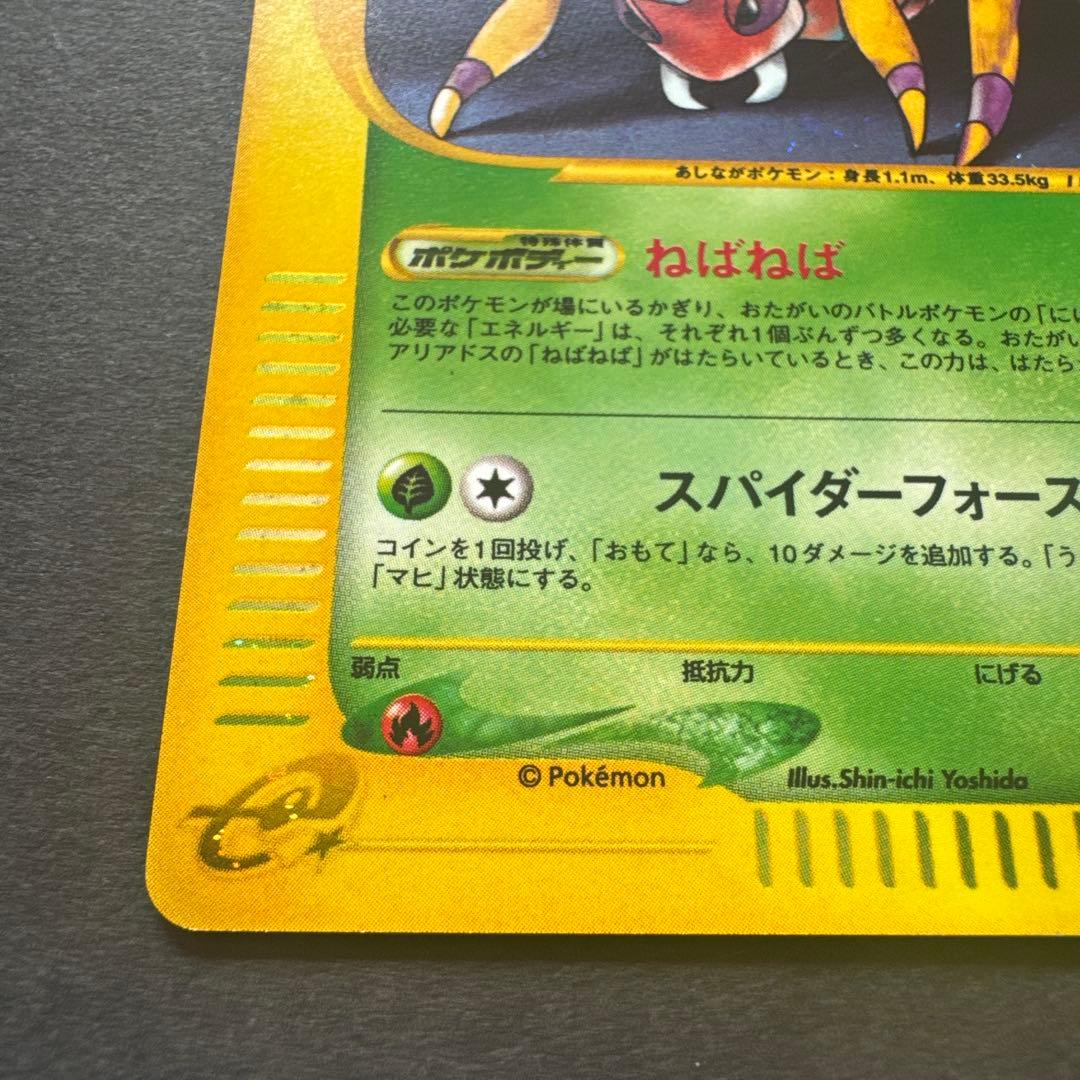 あしながポケモン：身長1.1m、体重33.5kg
特殊体質
ポケボディー ねばねば
このポケモンが場にいるかぎり、おたがいのバトルポケモンの「にい
必要な「エネルギー」は、それぞれ1個ぶんずつ多くなる。おたがい
アリアドスの「ねばねば」がはたらいているとき、この力は、はたら
スパイダーフォース
コインを1回投げ、「おもて」なら、10ダメージを追加する。「う
「マヒ」状態にする。
弱点 抵抗力 にげる
© Pokémon Illus.Shin-ichi Yoshida
e